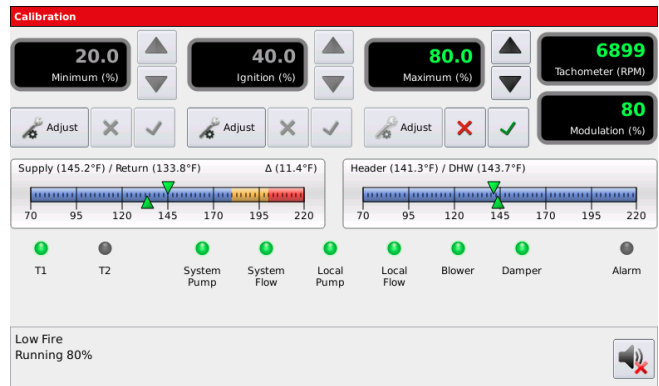 Calibration
20.0
Minimum (%)
40.0
Ignition (%)
80.0
Maximum (%)
6899
Tachometer (RPM)
Adjust
Adjust
Adjust
80
Modulation (%)
Supply (145.2°F) / Return (133.8°F) Δ (11.4°F)
70 95 120 145 170 195 220
Header (141.3°F) / DHW (143.7°F)
70 95 120 145 170 195 220
T1
T2
System
Pump
System
Flow
Local
Pump
Local
Flow
Blower
Damper
Alarm
Low Fire
Running 80%